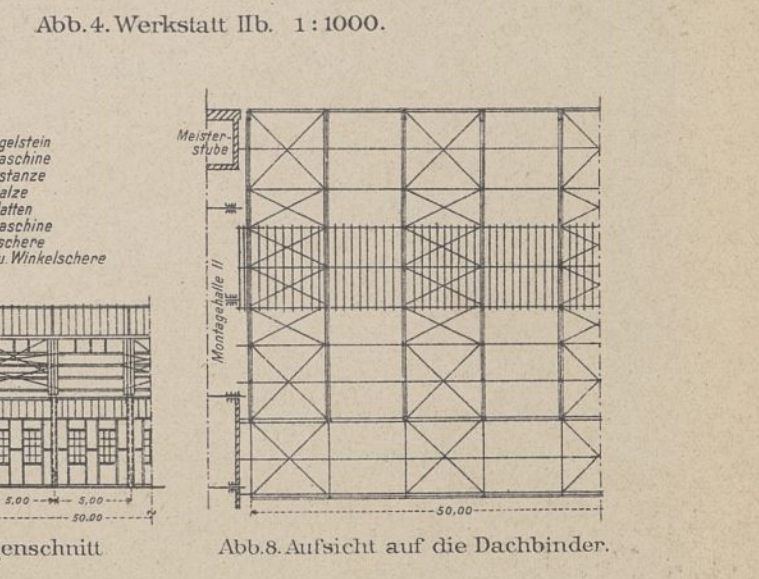 Abb. 4. Werkstatt IIb. 1:1000.
gelstein
aschine
stanze
alze
latten
aschine
schere
u. Winkelschere
Meister-
stube
Montagehalle II
5,00 5,00
50,00
50,00
enschnitt
Abb. 8. Aufsicht auf die Dachbinder.